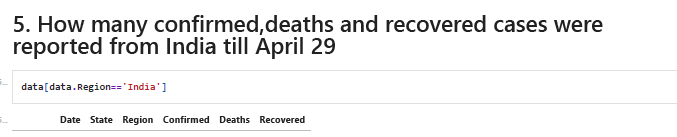 5. How many confirmed,deaths and recovered cases were
reported from India till April 29
data[data.Region=='India']
Date State Region Confirmed Deaths Recovered